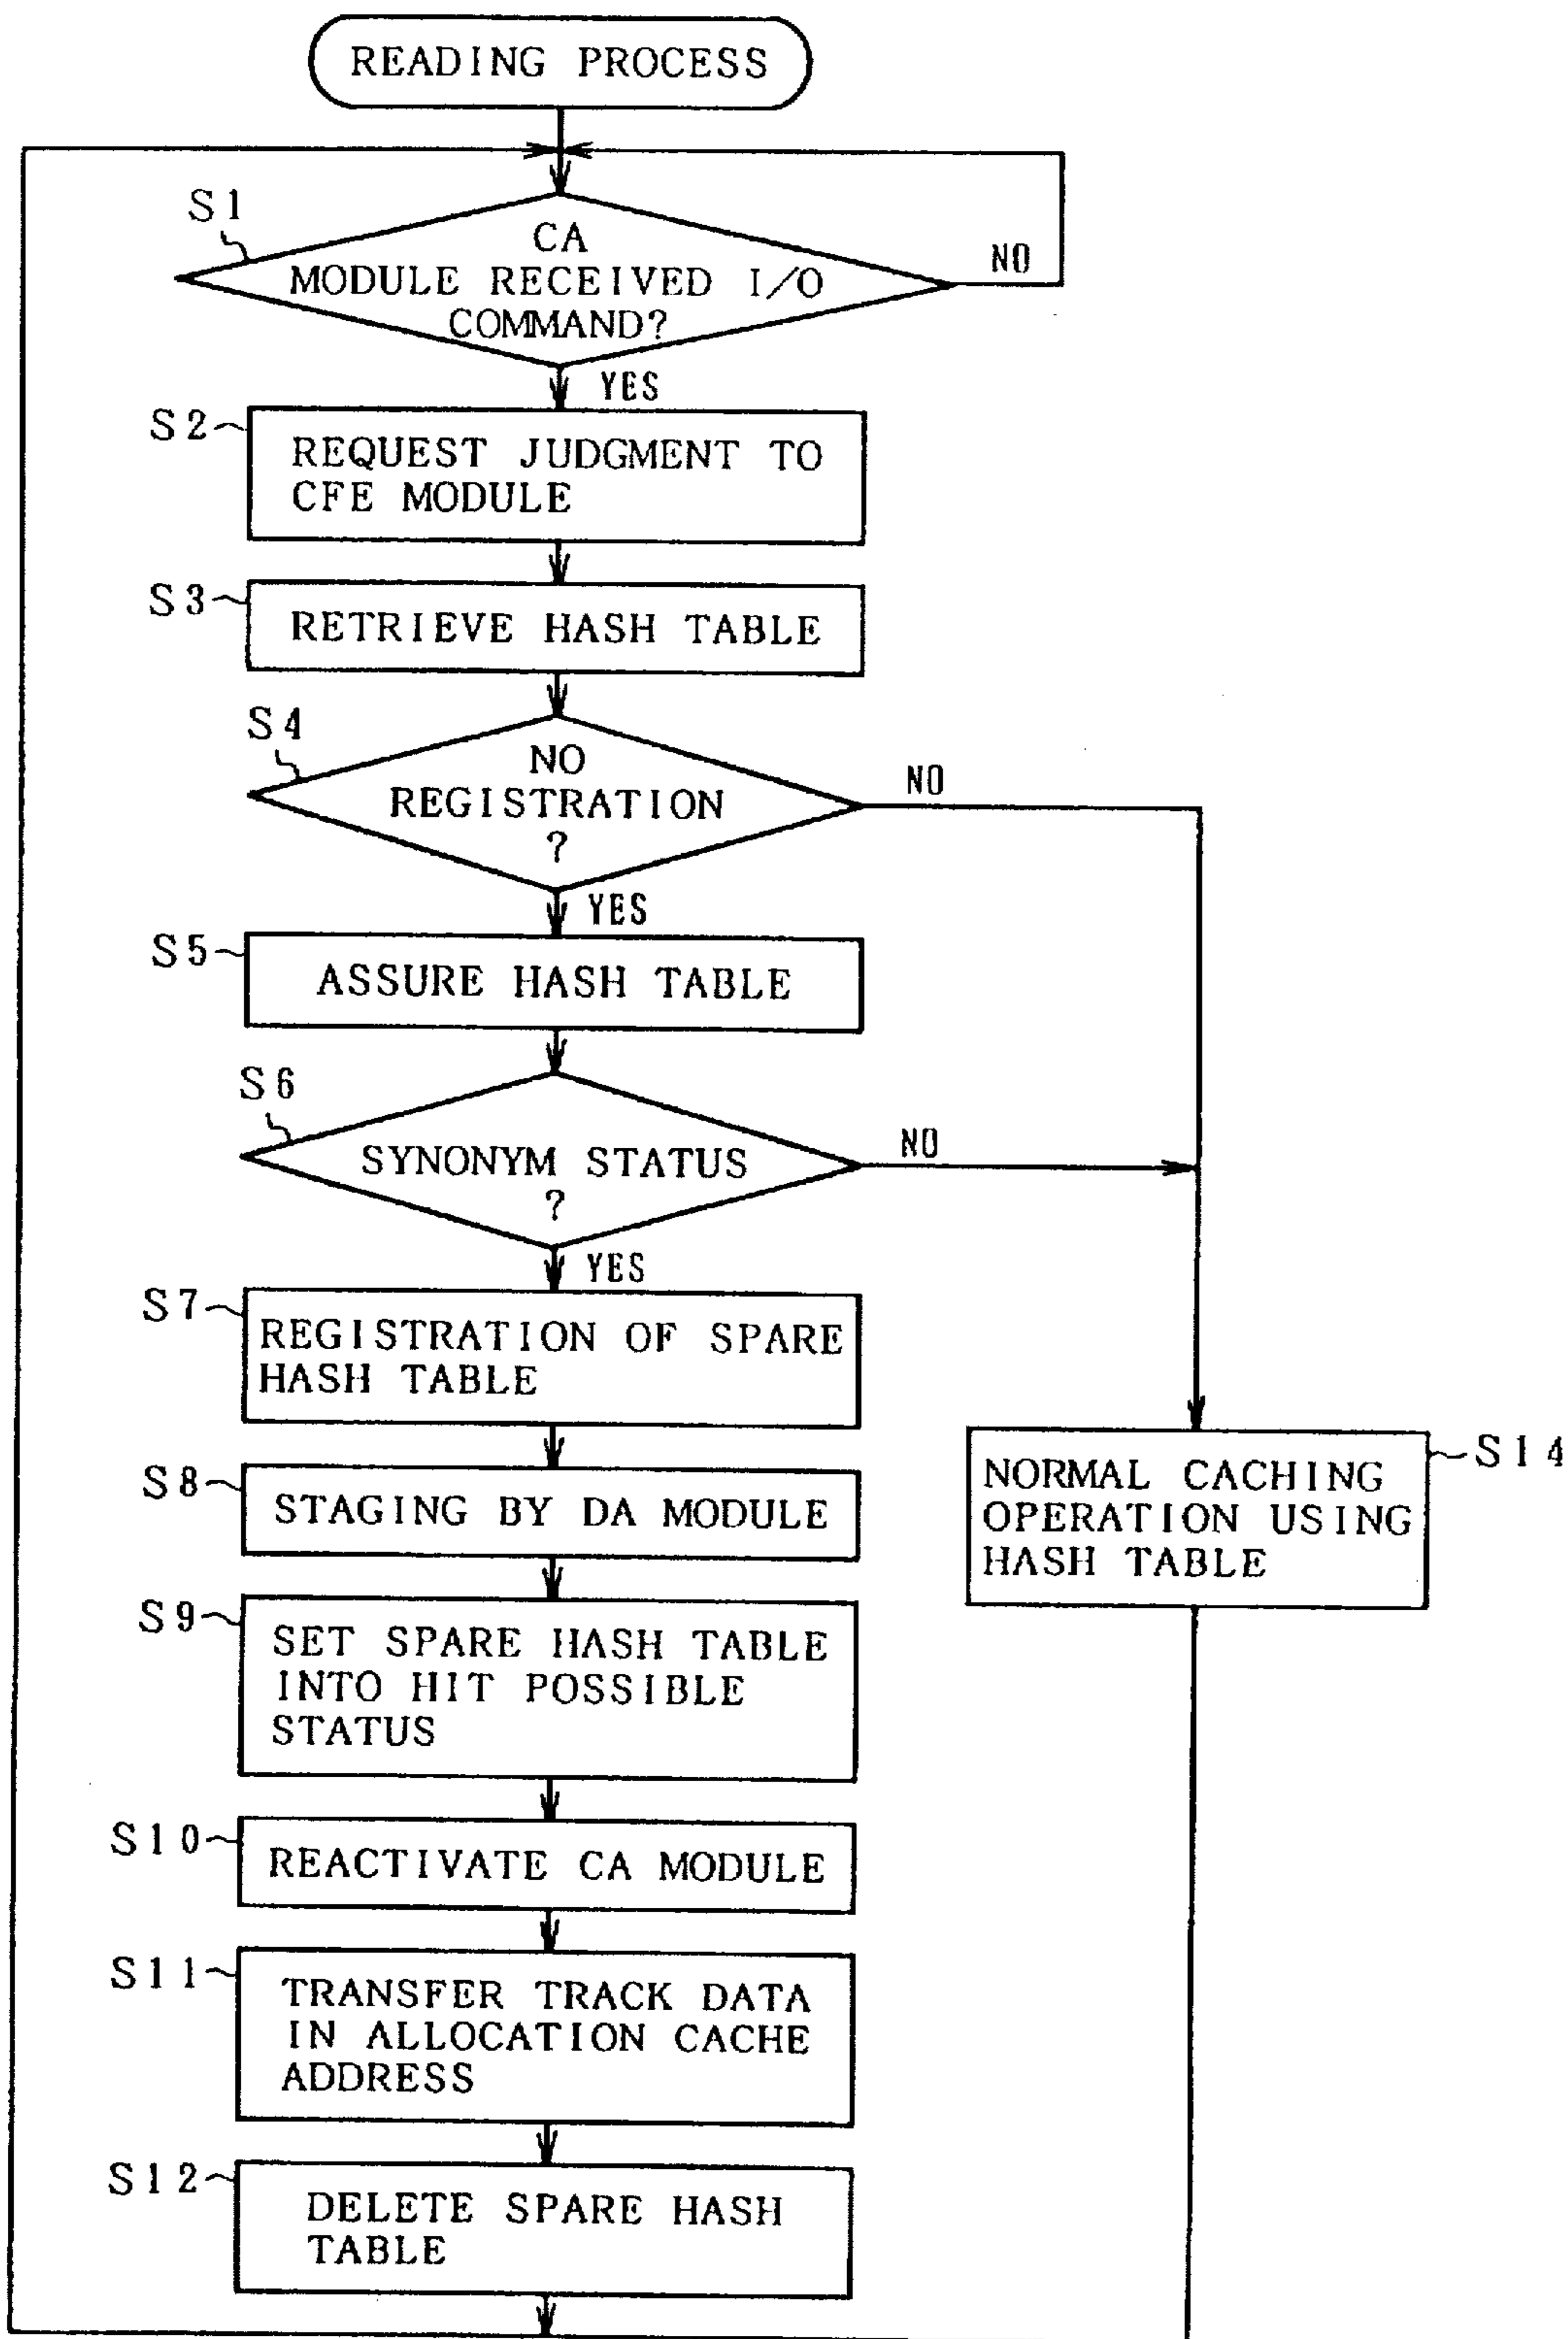 READING PROCESS
S1
CA
MODULE RECEIVED I/O
COMMAND?
NO
YES
S2
REQUEST JUDGMENT TO
CFE MODULE
S3
RETRIEVE HASH TABLE
S4
NO
REGISTRATION
?
NO
YES
S5
ASSURE HASH TABLE
S6
SYNONYM STATUS
?
NO
YES
S7
REGISTRATION OF SPARE
HASH TABLE
S8
STAGING BY DA MODULE
S14
NORMAL CACHING
OPERATION USING
HASH TABLE
S9
SET SPARE HASH TABLE
INTO HIT POSSIBLE
STATUS
S10
REACTIVATE CA MODULE
S11
TRANSFER TRACK DATA
IN ALLOCATION CACHE
ADDRESS
S12
DELETE SPARE HASH
TABLE